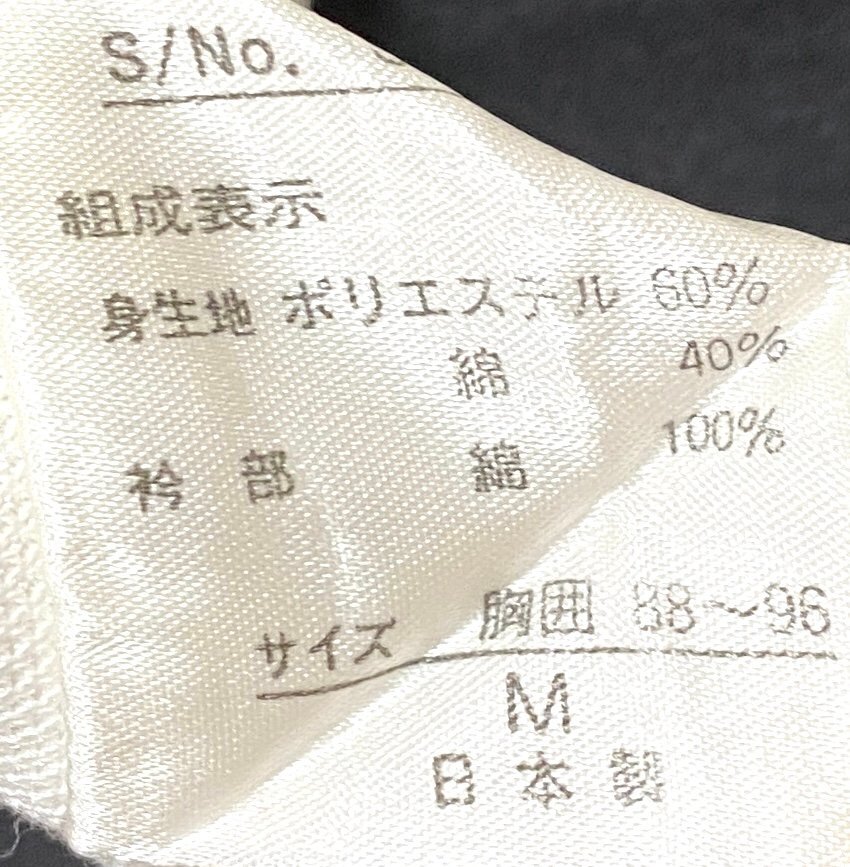 S/No.
組成表示
身生地 ポリエステル 60%
綿 40%
衿部 綿 100%
サイズ 胸囲 88～96
M
日本製